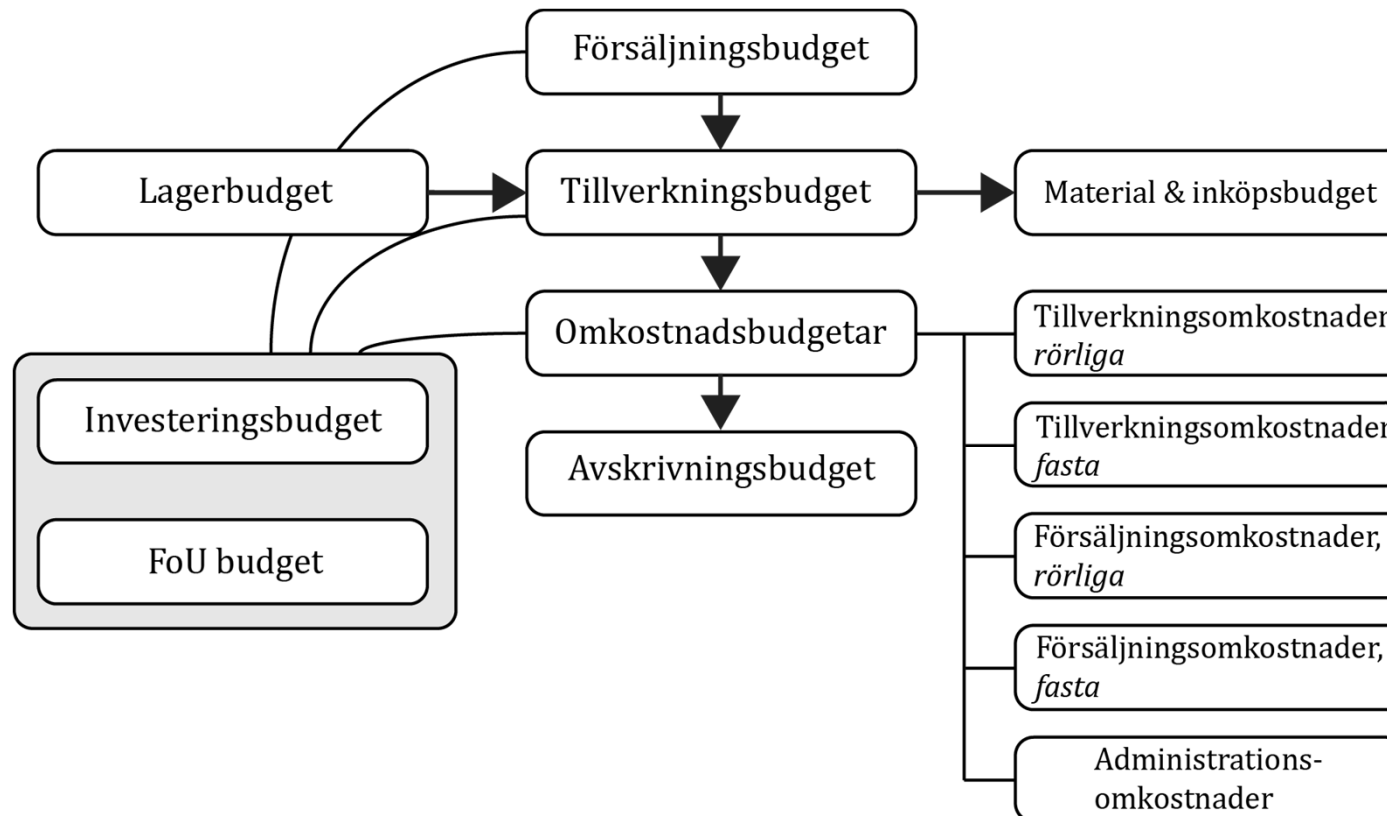 Försäljningsbudget
Lagerbudget
Tillverkningsbudget
Material & inköpsbudget
Omkostnadsbudgetar
Tillverkningsomkostnader,
rörliga
Investeringsbudget
Avskrivningsbudget
Tillverkningsomkostnader,
fasta
FoU budget
Försäljningsomkostnader,
rörliga
Försäljningsomkostnader,
fasta
Administrations-
omkostnader